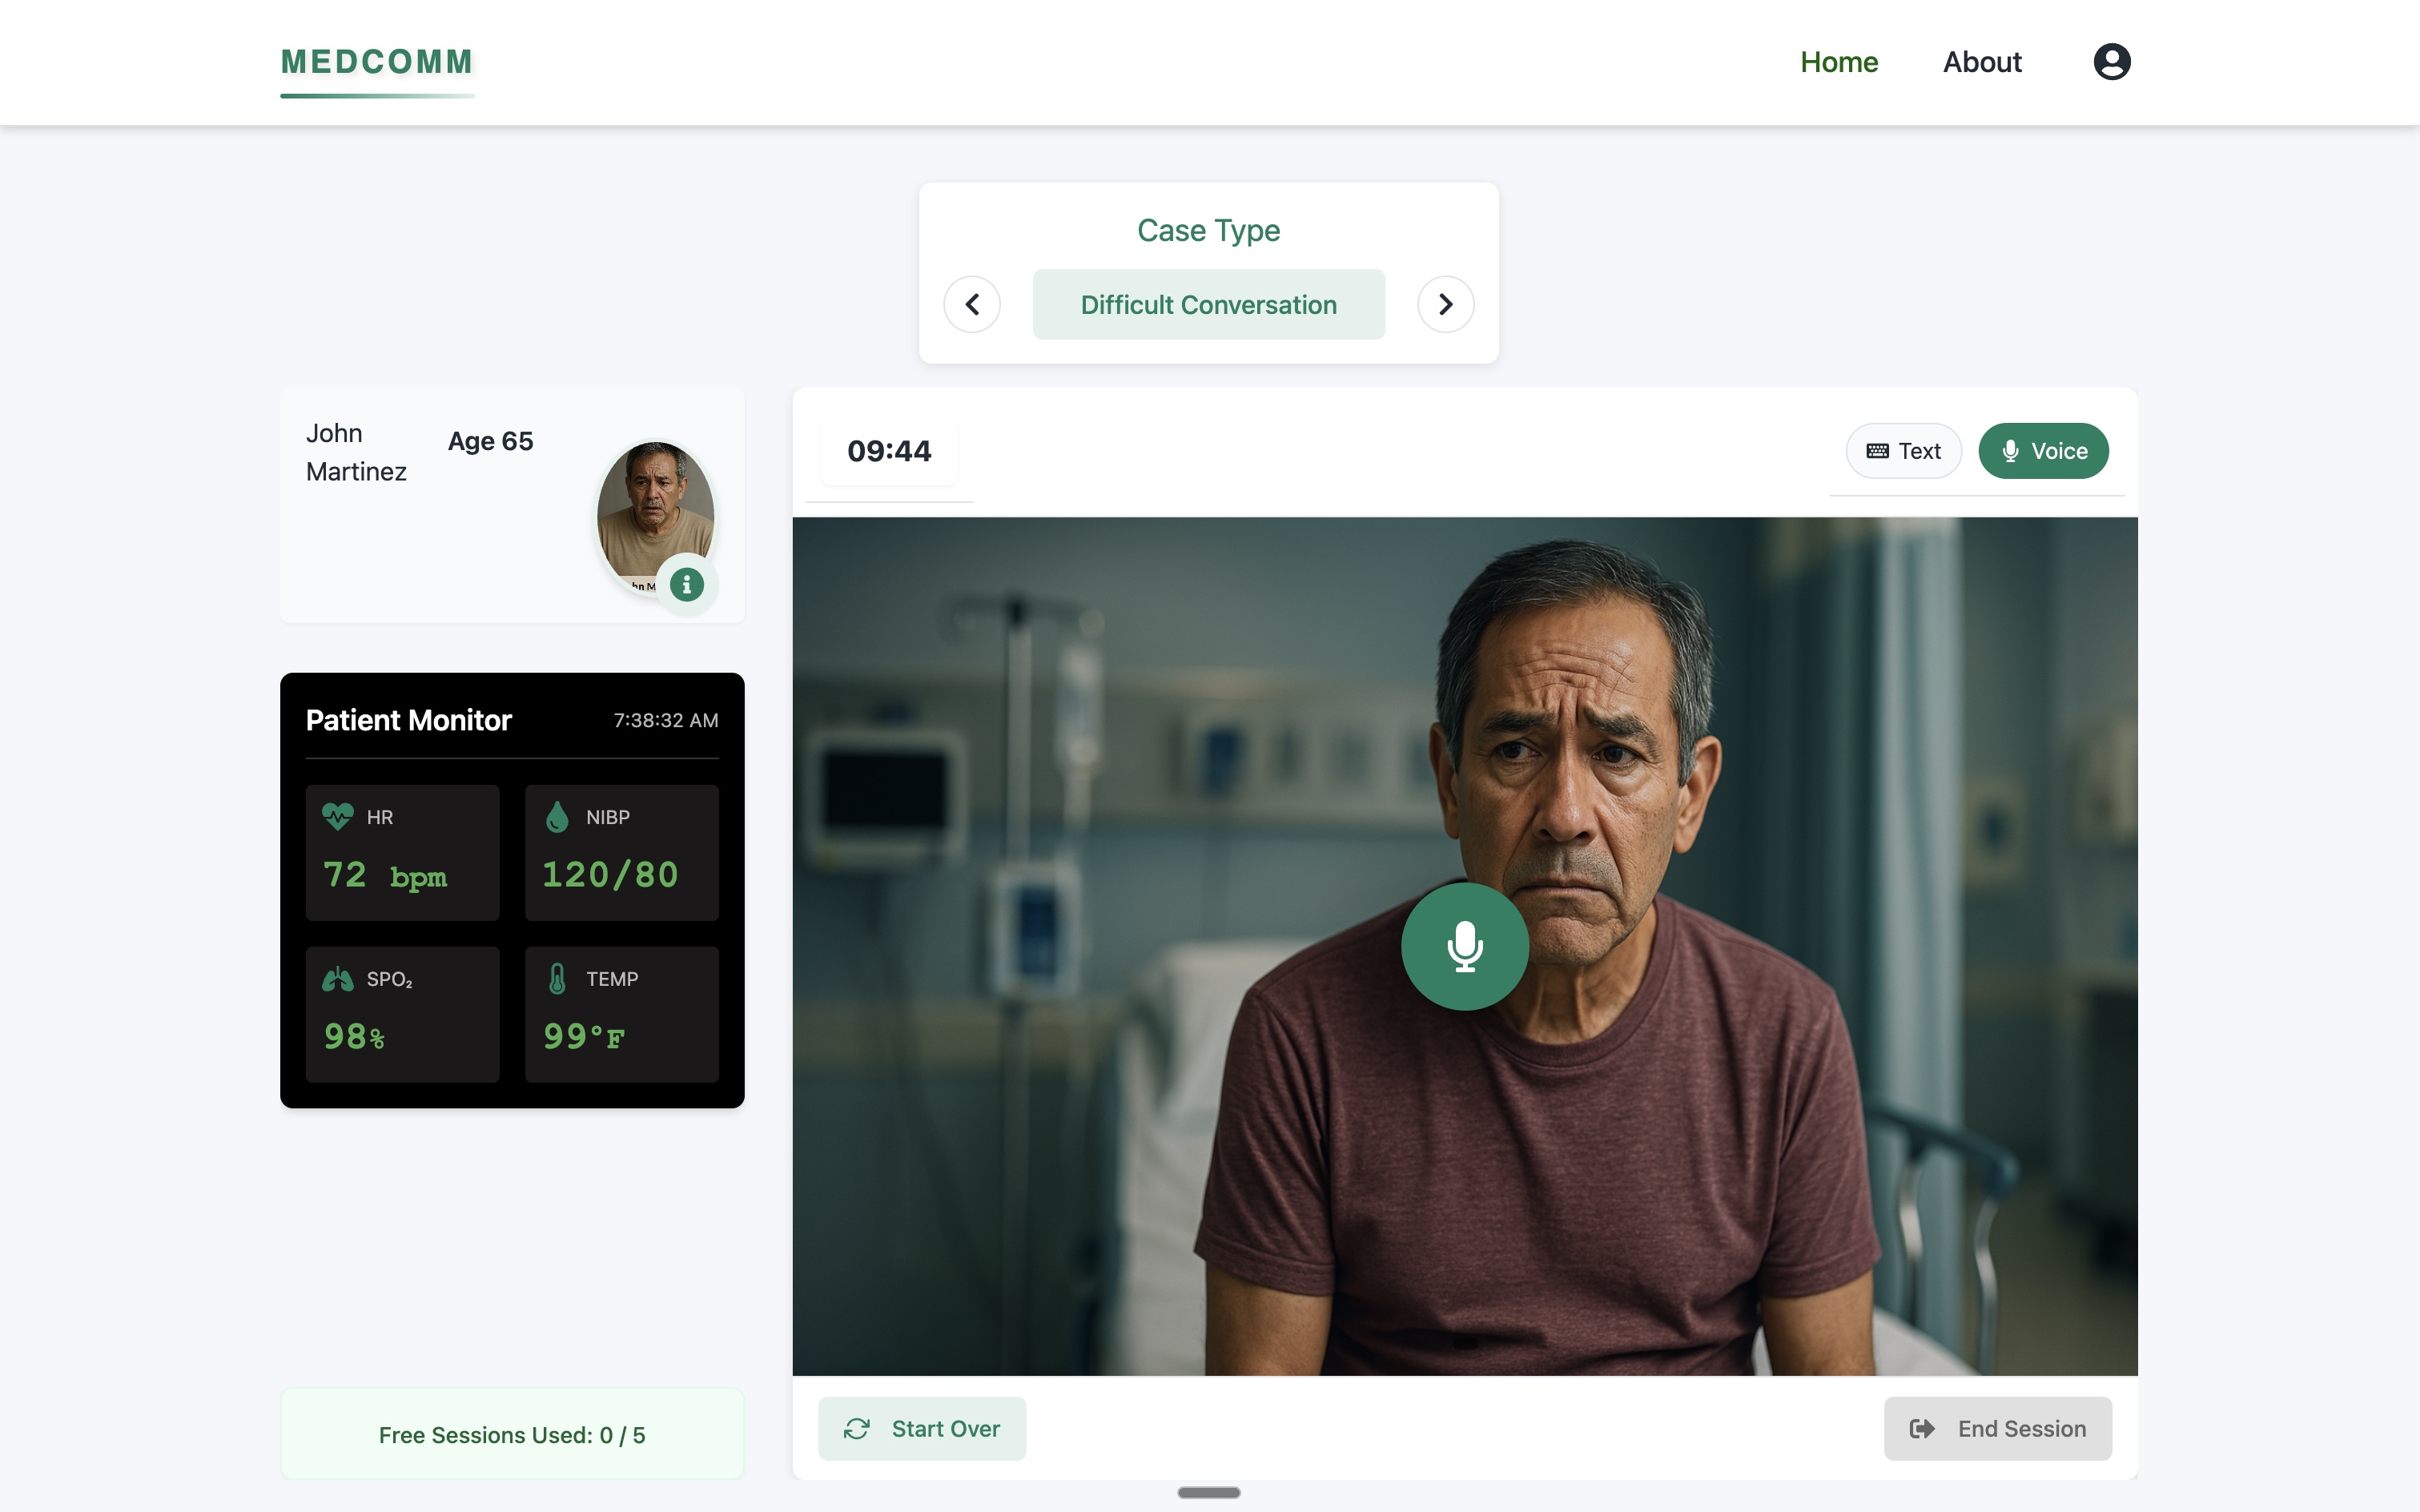 MEDCOMM
Home
About
Case Type
Difficult Conversation
John
Martinez
Age 65
hn M
09:44
Text
Voice
Patient Monitor
7:38:32 AM
HR
72 bpm
NIBP
120/80
SPO₂
98%
TEMP
99°F
Free Sessions Used: 0 / 5
Start Over
End Session